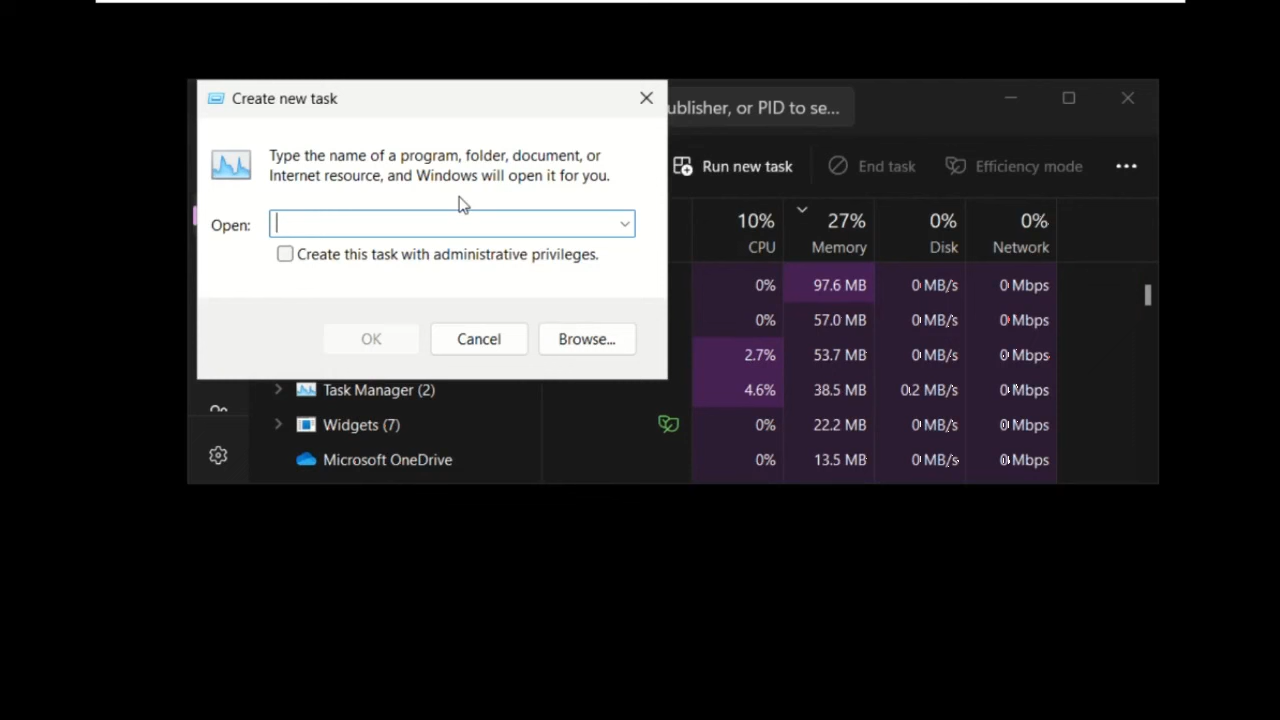 Create new task
ublisher, or PID to se...
Type the name of a program, folder, document, or
Internet resource, and Windows will open it for you.
Run new task
End task
Efficiency mode
Open:
Create this task with administrative privileges.
OK
Cancel
Browse...
10% 27% 0% 0%
CPU Memory Disk Network
0% 97.6 MB 0 MB/s 0 Mbps
0% 57.0 MB 0 MB/s 0 Mbps
2.7% 53.7 MB 0 MB/s 0 Mbps
Task Manager (2) 4.6% 38.5 MB 0.2 MB/s 0 Mbps
Widgets (7) 0% 22.2 MB 0 MB/s 0 Mbps
Microsoft OneDrive 0% 13.5 MB 0 MB/s 0 Mbps